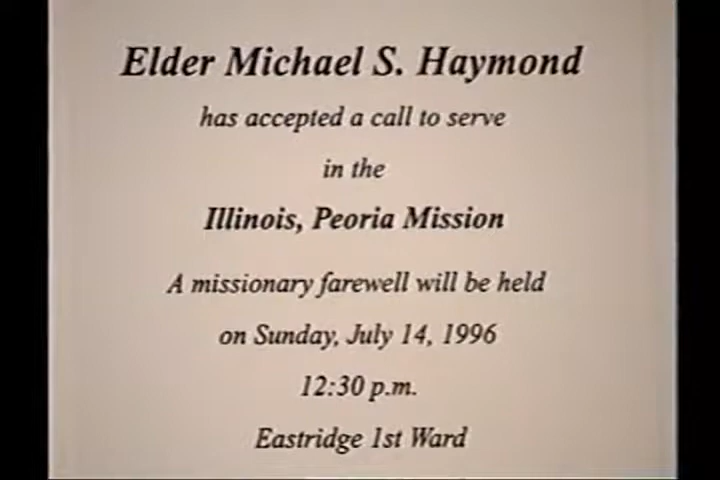 Elder Michael S. Haymond
has accepted a call to serve
in the
Illinois, Peoria Mission
A missionary farewell will be held
on Sunday, July 14, 1996
12:30 p.m.
Eastridge 1st Ward